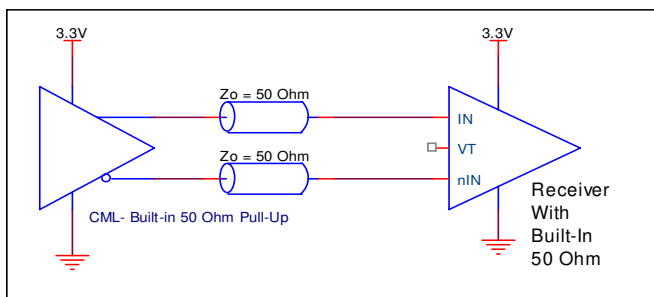 3.3V
3.3V
Zo = 50 Ohm
IN
VT
Zo = 50 Ohm
nIN
CML- Built-in 50 Ohm Pull-Up
Receiver
With
Built-In
50 Ohm